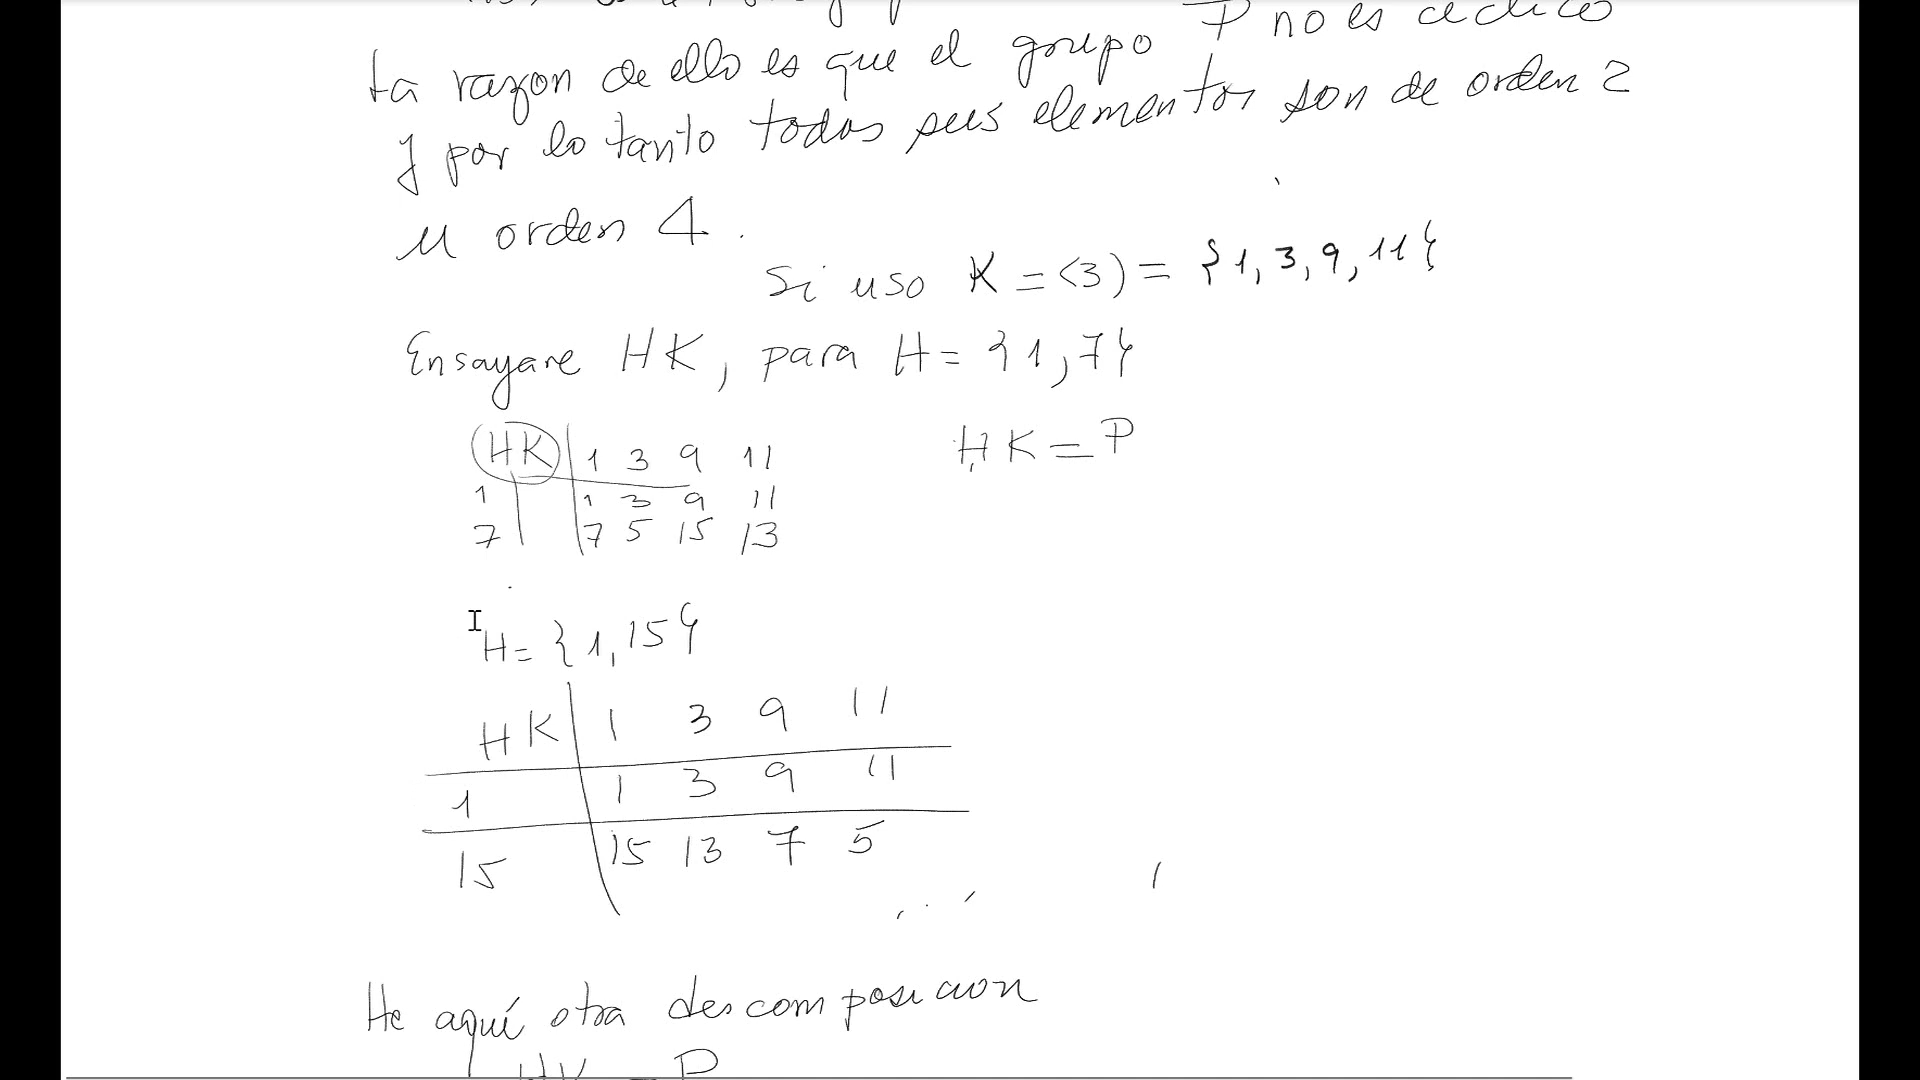 P no es cíclico
La razon de ello es que el grupo
y por lo tanto todos sus elementos son de orden 2
u orden 4.
Si uso K = <3> = {1, 3, 9, 11}
Ensayare HK, para H = {1, 7}
HK 1 3 9 11
HK = P
1 1 3 9 11
7 7 5 15 13
H = {1, 15}
HK 1 3 9 11
1 1 3 9 11
15 15 13 7 5
He aquí otra descomposicion
HK = P